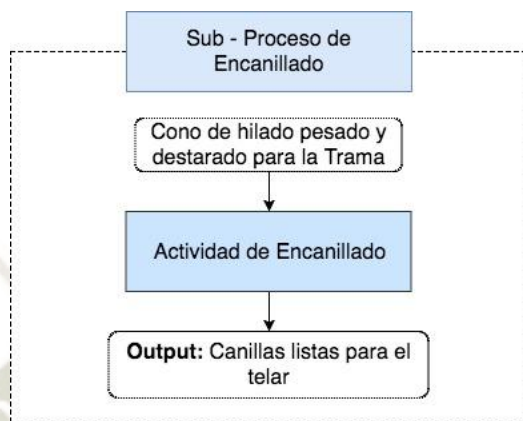 Sub - Proceso de
Encanillado
Cono de hilado pesado y
destarado para la Trama
Actividad de Encanillado
Output: Canillas listas para el
telar